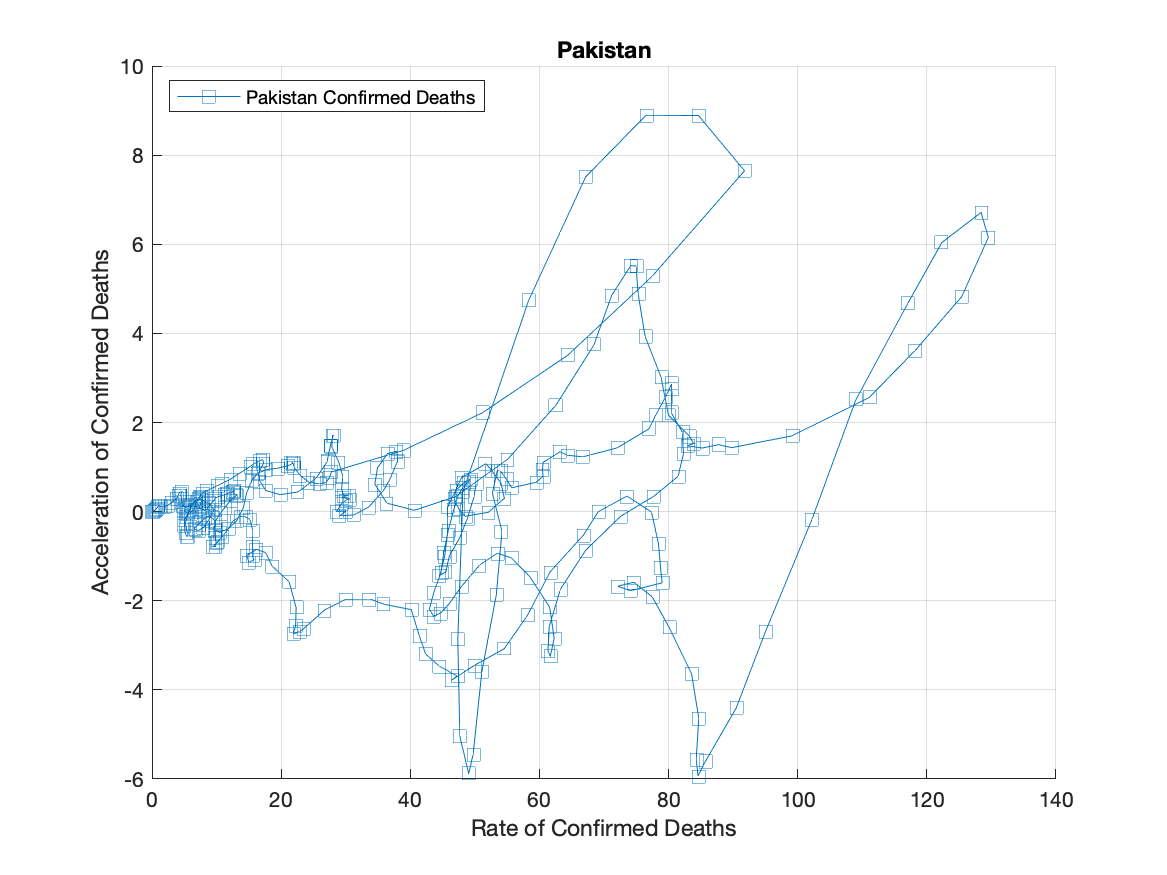 Pakistan
10
Pakistan Confirmed Deaths
8
6
4
2
0
-2
-4
-6
Acceleration of Confirmed Deaths
0 20 40 60 80 100 120 140
Rate of Confirmed Deaths